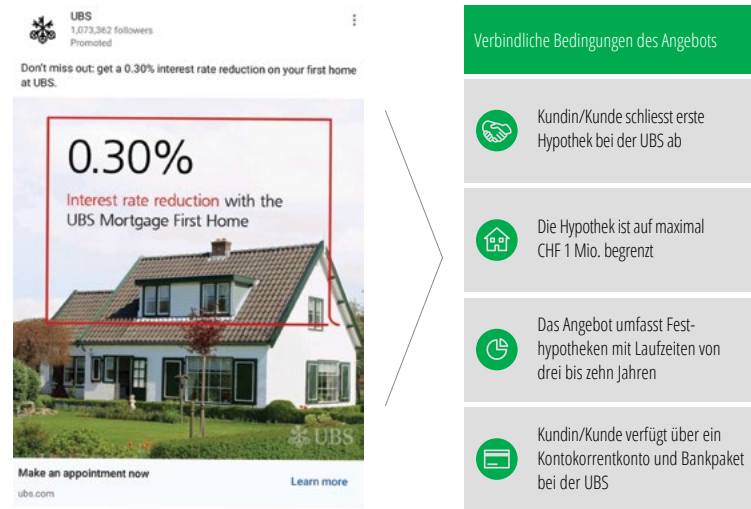 UBS
1,073,362 followers
Promoted
Don't miss out: get a 0.30% interest rate reduction on your first home
at UBS.
0.30%
Interest rate reduction with the
UBS Mortgage First Home
UBS
Make an appointment now
Learn more
ubs.com
Verbindliche Bedingungen des Angebots
Kundin/Kunde schliesst erste
Hypothek bei der UBS ab
Die Hypothek ist auf maximal
CHF 1 Mio. begrenzt
Das Angebot umfasst Fest-
hypotheken mit Laufzeiten von
drei bis zehn Jahren
Kundin/Kunde verfügt über ein
Kontokorrentkonto und Bankpaket
bei der UBS